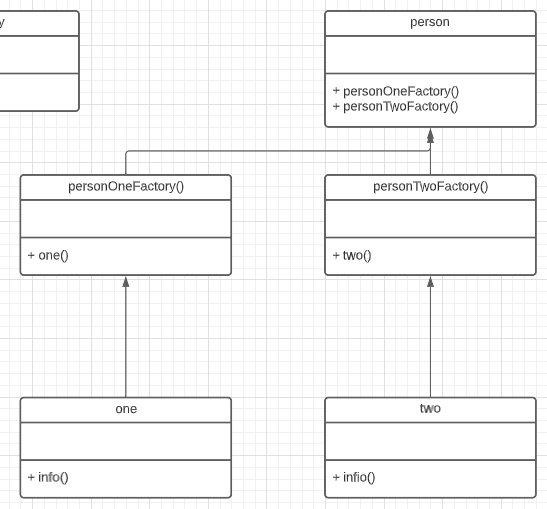 y
person
+ personOneFactory()
+ personTwoFactory()
personOneFactory()
personTwoFactory()
+ one()
+ two()
one
two
+ info()
+ infio()